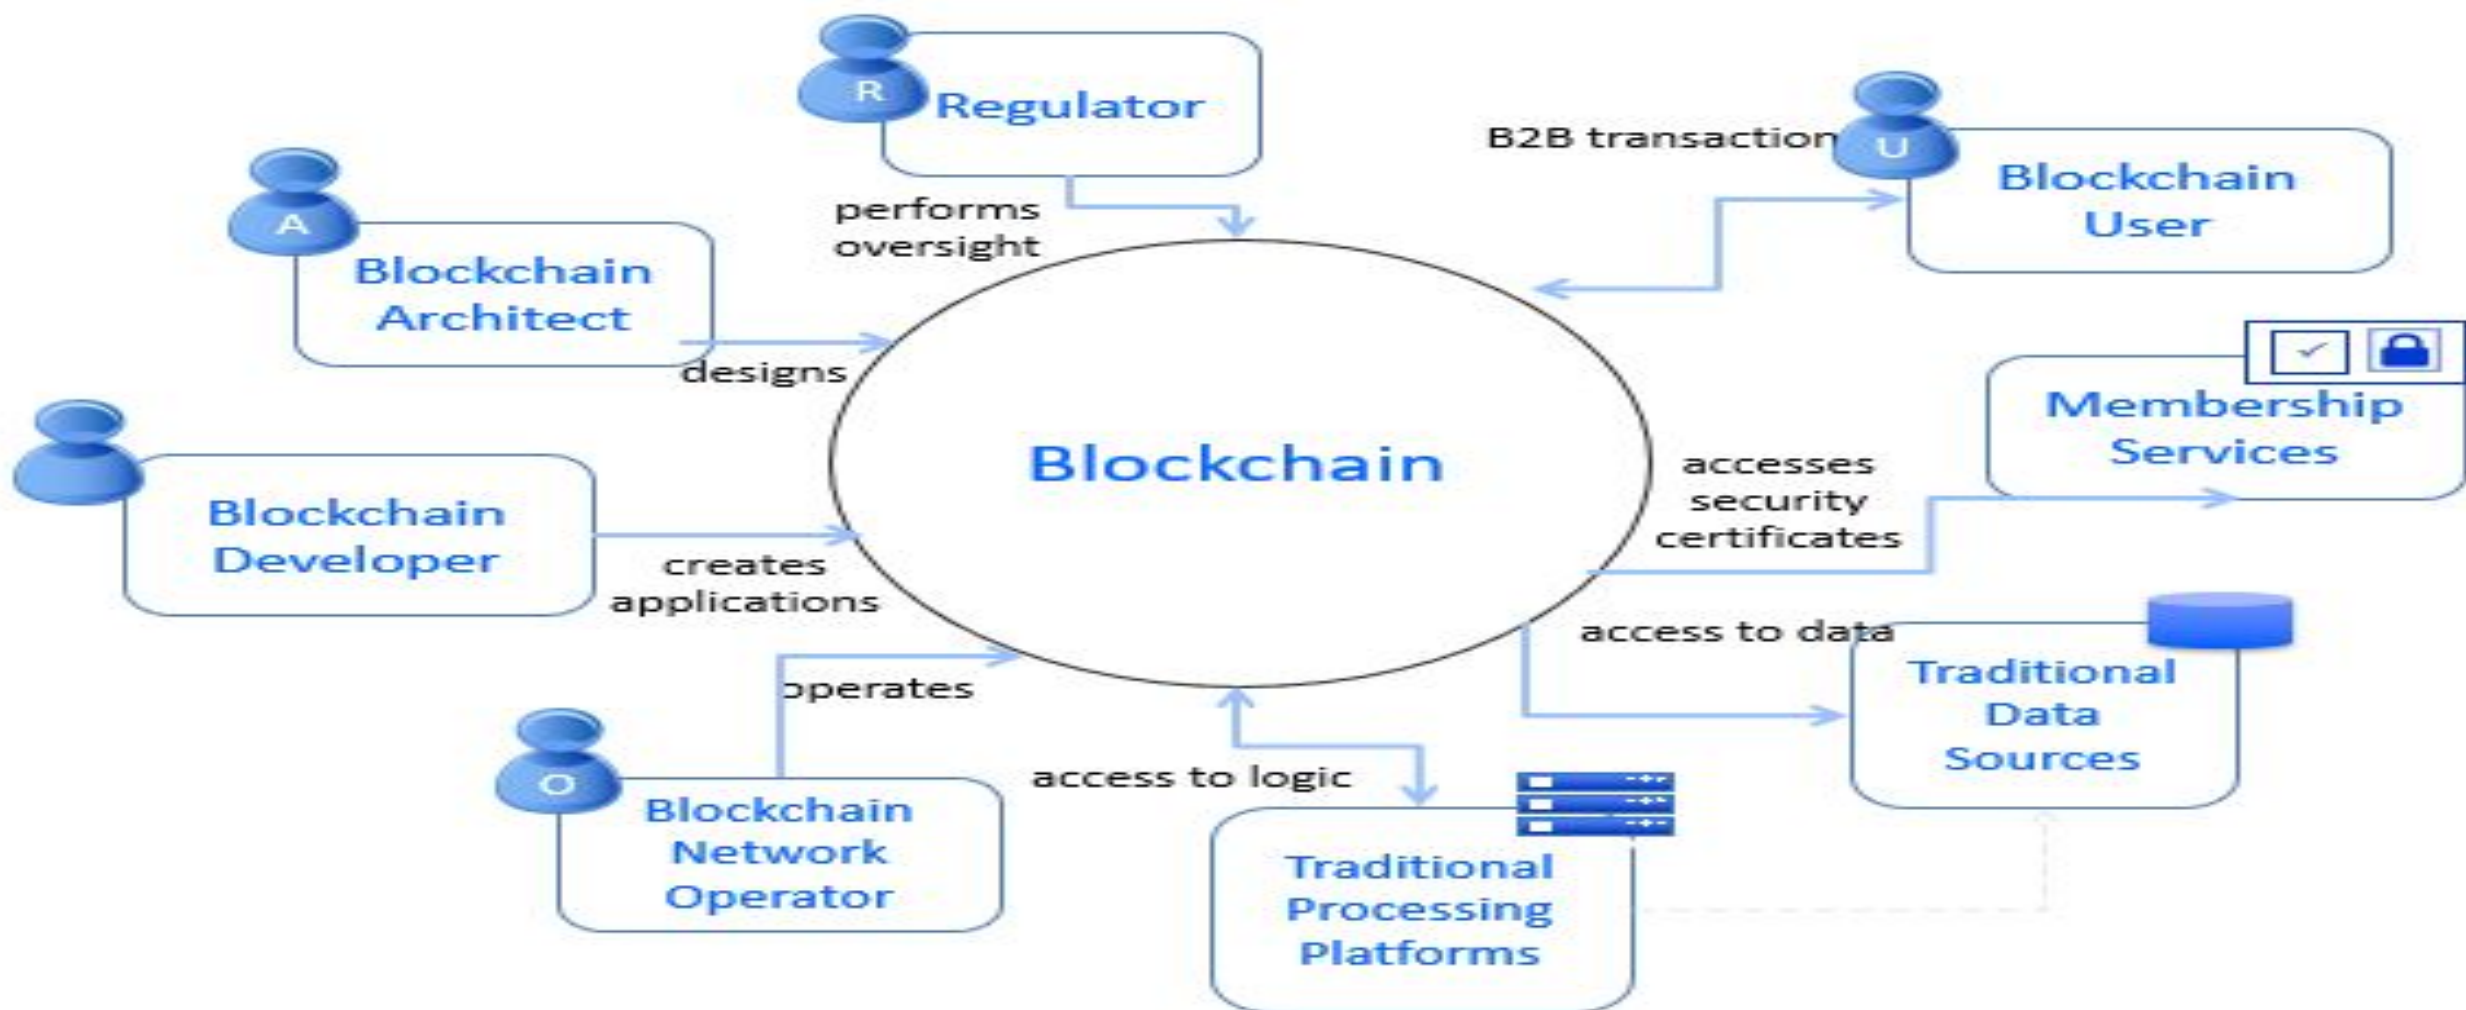 R
Regulator
B2B transaction
U
Blockchain
User
performs
oversight
A
Blockchain
Architect
designs
Membership
Services
Blockchain
accesses
security
certificates
Blockchain
Developer
creates
applications
access to data
Traditional
Data
Sources
operates
O
Blockchain
Network
Operator
access to logic
Traditional
Processing
Platforms